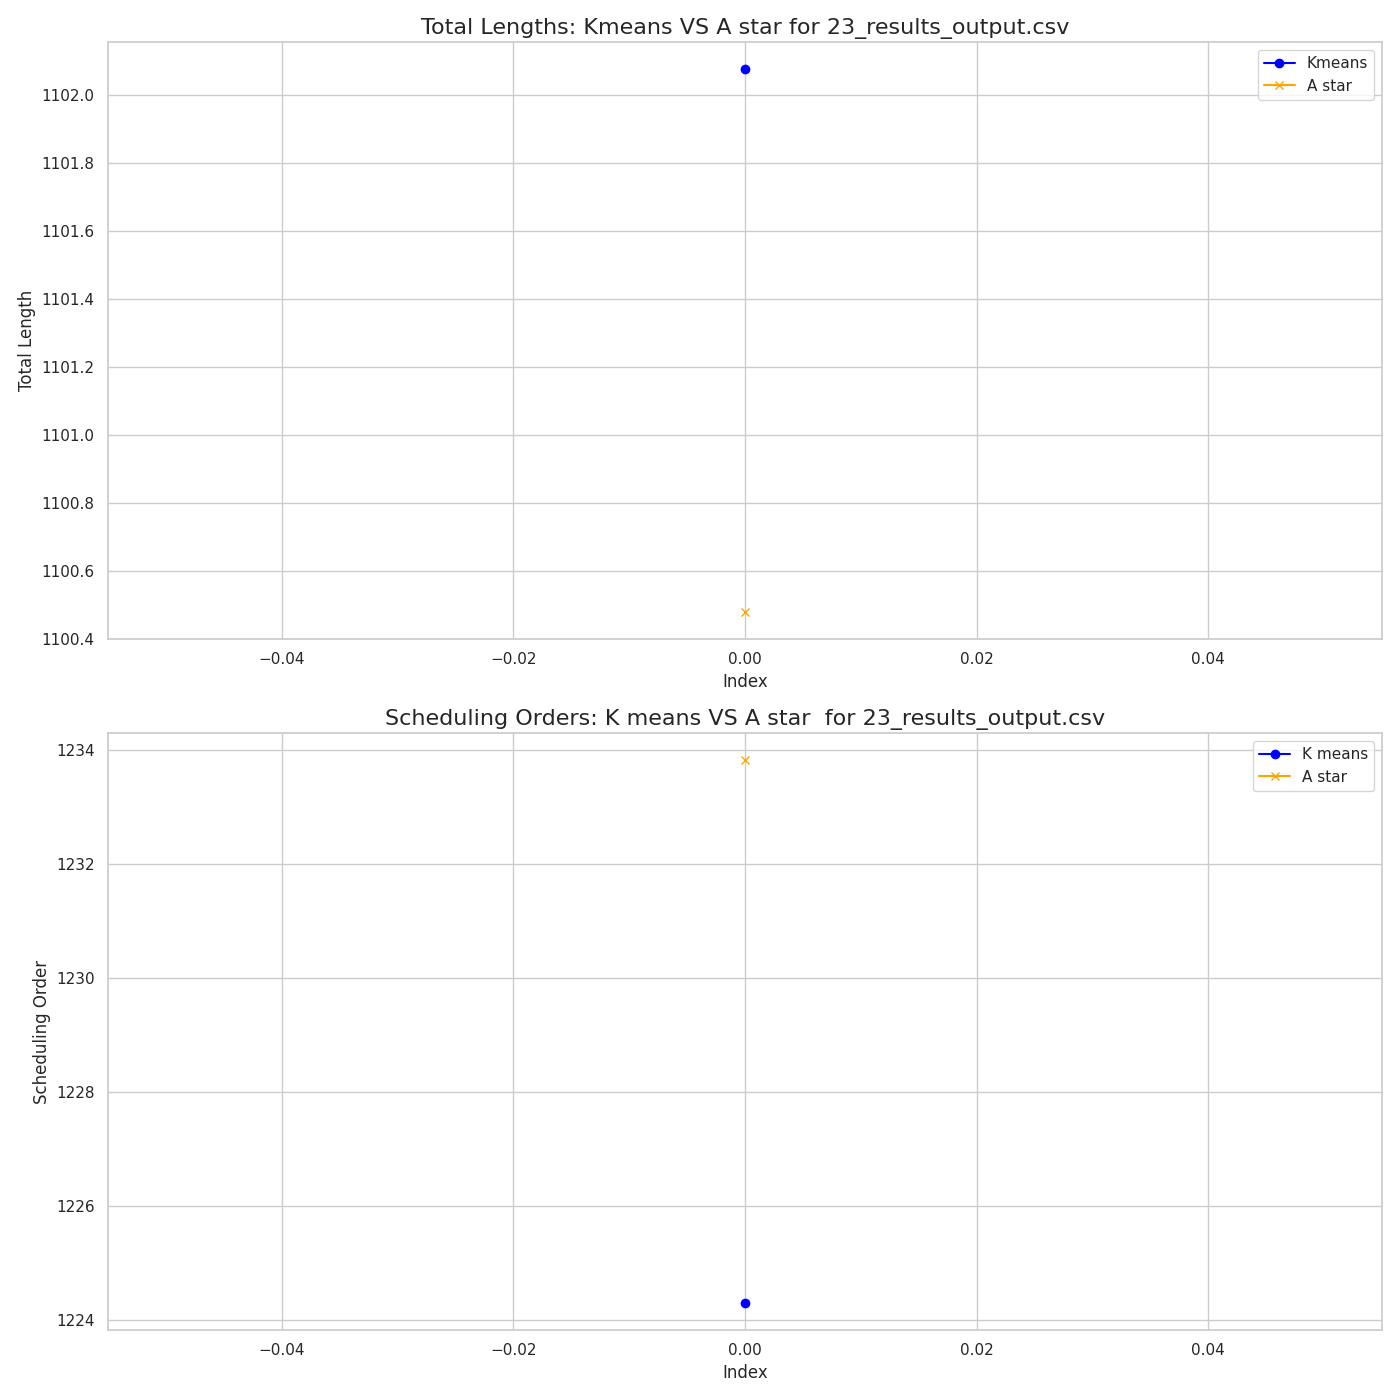 Total Lengths: Kmeans VS A star for 23_results_output.csv
Kmeans
A star
1102.0
1101.8
1101.6
1101.4
1101.2
1101.0
1100.8
1100.6
1100.4
Total Length
−0.04 −0.02 0.00 0.02 0.04
Index
Scheduling Orders: K means VS A star  for 23_results_output.csv
K means
A star
1234
1232
1230
1228
1226
1224
Scheduling Order
−0.04 −0.02 0.00 0.02 0.04
Index